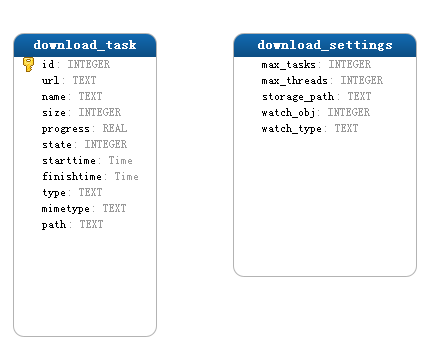 download_task
id: INTEGER
url: TEXT
name: TEXT
size: INTEGER
progress: REAL
state: INTEGER
starttime: Time
finishtime: Time
type: TEXT
mimetype: TEXT
path: TEXT
download_settings
max_tasks: INTEGER
max_threads: INTEGER
storage_path: TEXT
watch_obj: INTEGER
watch_type: TEXT